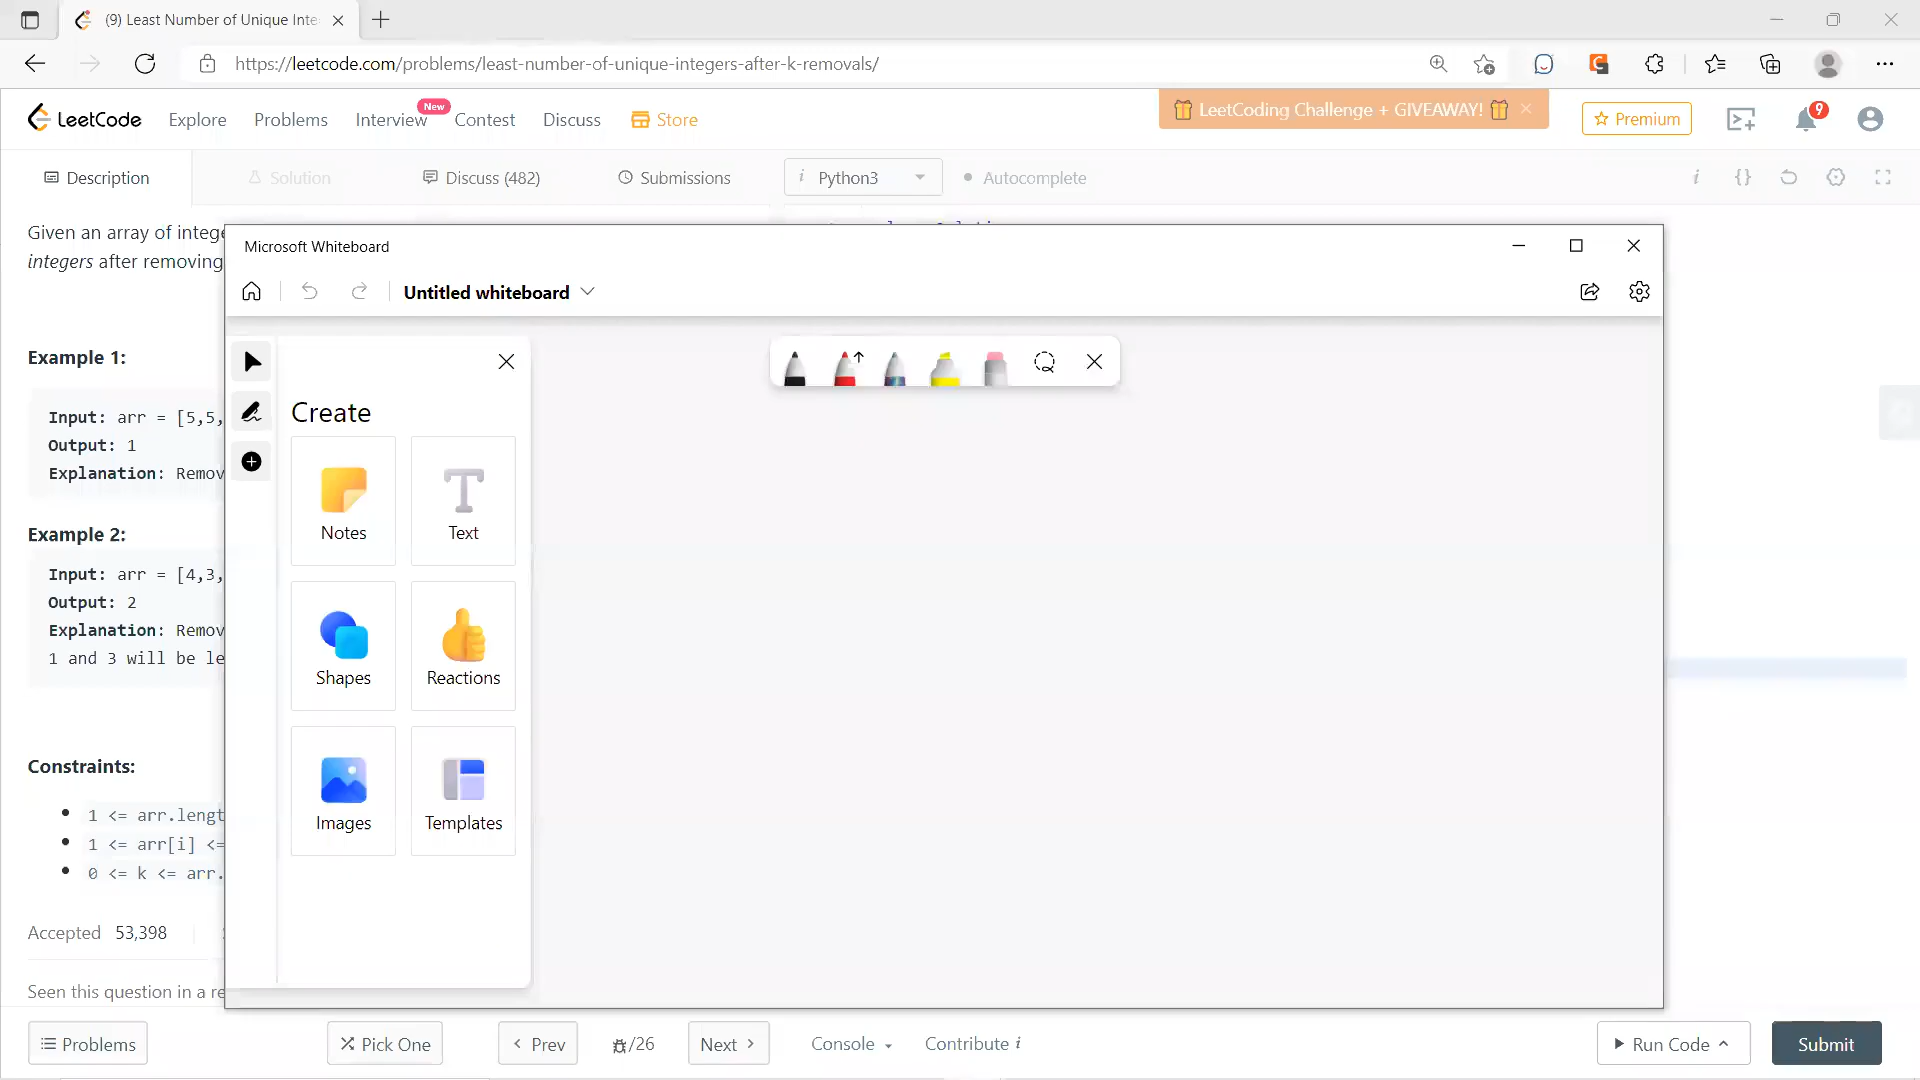 (9) Least Number of Unique Inte
https://leetcode.com/problems/least-number-of-unique-integers-after-k-removals/
LeetCode Explore Problems Interview New Contest Discuss Store
LeetCoding Challenge + GIVEAWAY!
Premium
9
Description Solution Discuss (482) Submissions
i Python3 Autocomplete
i {}
Given an array of intege
integers after removing
Example 1:
Input: arr = [5,5,
Output: 1
Explanation: Remov
Example 2:
Input: arr = [4,3,
Output: 2
Explanation: Remov
1 and 3 will be le
Constraints:
1 <= arr.lengt
1 <= arr[i] <=
0 <= k <= arr.
Accepted 53,398
Seen this question in a re
Microsoft Whiteboard
Untitled whiteboard
Create
Notes Text
Shapes Reactions
Images Templates
Problems Pick One < Prev /26 Next > Console Contribute i
Run Code Submit